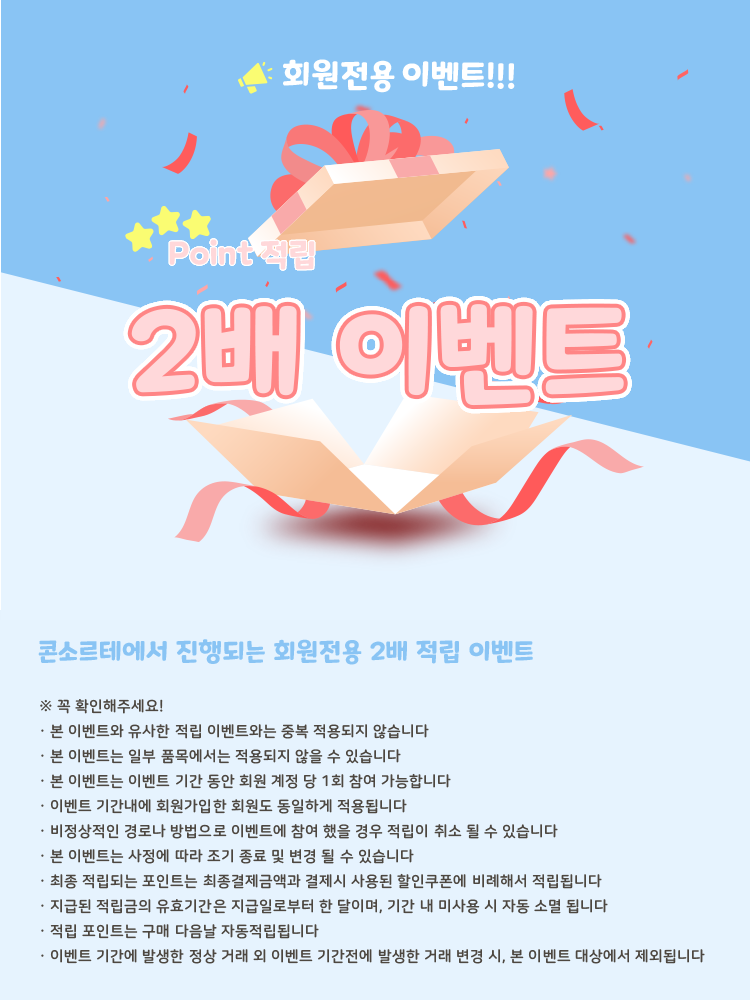 회원전용 이벤트!!!
Point 적립
2배 이벤트
콘소르테에서 진행되는 회원전용 2배 적립 이벤트
※ 꼭 확인해주세요!
· 본 이벤트와 유사한 적립 이벤트와는 중복 적용되지 않습니다
· 본 이벤트는 일부 품목에서는 적용되지 않을 수 있습니다
· 본 이벤트는 이벤트 기간 동안 회원 계정 당 1회 참여 가능합니다
· 이벤트 기간내에 회원가입한 회원도 동일하게 적용됩니다
· 비정상적인 경로나 방법으로 이벤트에 참여 했을 경우 적립이 취소 될 수 있습니다
· 본 이벤트는 사정에 따라 조기 종료 및 변경 될 수 있습니다
· 최종 적립되는 포인트는 최종결제금액과 결제시 사용된 할인쿠폰에 비례해서 적립됩니다
· 지급된 적립금의 유효기간은 지급일로부터 한 달이며, 기간 내 미사용 시 자동 소멸 됩니다
· 적립 포인트는 구매 다음날 자동적립됩니다
· 이벤트 기간에 발생한 정상 거래 외 이벤트 기간전에 발생한 거래 변경 시, 본 이벤트 대상에서 제외됩니다